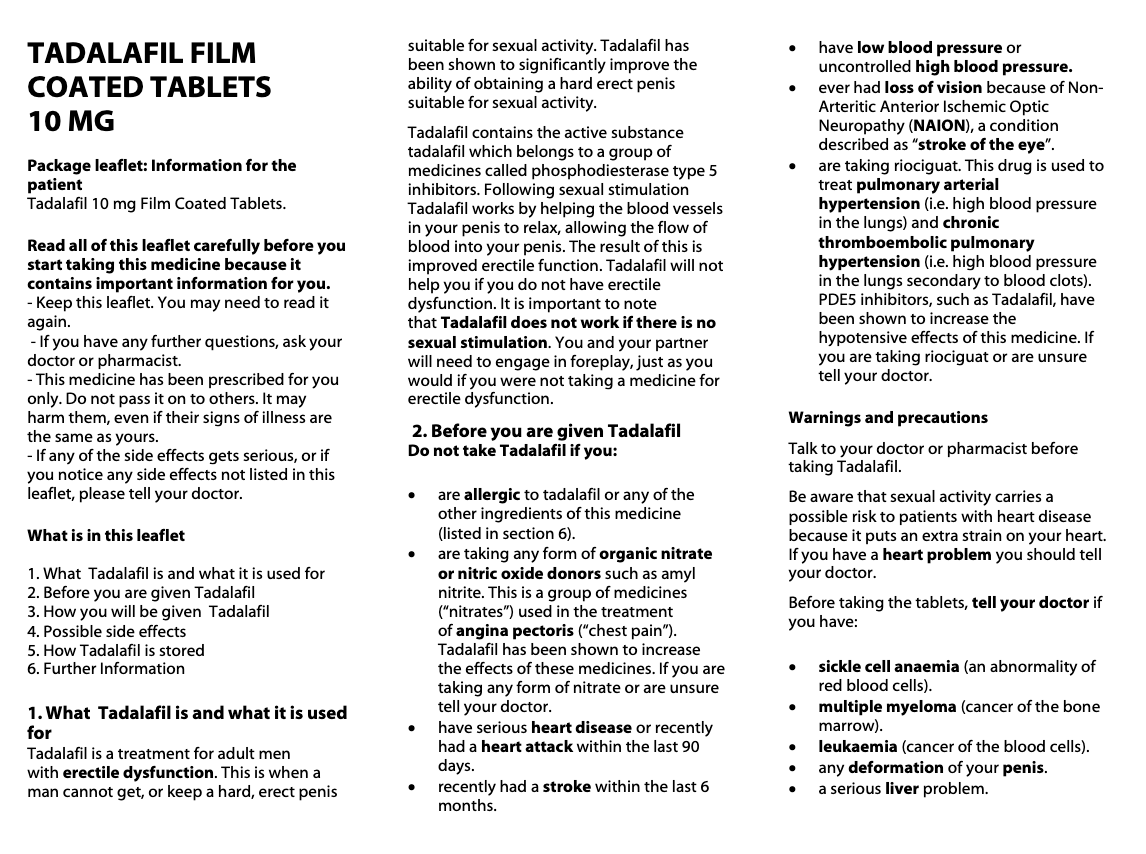 TADALAFIL FILM
COATED TABLETS
10 MG
Package leaflet: Information for the
patient
Tadalafil 10 mg Film Coated Tablets.
Read all of this leaflet carefully before you
start taking this medicine because it
contains important information for you.
- Keep this leaflet. You may need to read it
again.
- If you have any further questions, ask your
doctor or pharmacist.
- This medicine has been prescribed for you
only. Do not pass it on to others. It may
harm them, even if their signs of illness are
the same as yours.
- If any of the side effects gets serious, or if
you notice any side effects not listed in this
leaflet, please tell your doctor.
What is in this leaflet
1. What  Tadalafil is and what it is used for
2. Before you are given Tadalafil
3. How you will be given  Tadalafil
4. Possible side effects
5. How Tadalafil is stored
6. Further Information
1. What  Tadalafil is and what it is used
for
Tadalafil is a treatment for adult men
with erectile dysfunction. This is when a
man cannot get, or keep a hard, erect penis
suitable for sexual activity. Tadalafil has
been shown to significantly improve the
ability of obtaining a hard erect penis
suitable for sexual activity.
Tadalafil contains the active substance
tadalafil which belongs to a group of
medicines called phosphodiesterase type 5
inhibitors. Following sexual stimulation
Tadalafil works by helping the blood vessels
in your penis to relax, allowing the flow of
blood into your penis. The result of this is
improved erectile function. Tadalafil will not
help you if you do not have erectile
dysfunction. It is important to note
that Tadalafil does not work if there is no
sexual stimulation. You and your partner
will need to engage in foreplay, just as you
would if you were not taking a medicine for
erectile dysfunction.
2. Before you are given Tadalafil
Do not take Tadalafil if you:
• are allergic to tadalafil or any of the
other ingredients of this medicine
(listed in section 6).
• are taking any form of organic nitrate
or nitric oxide donors such as amyl
nitrite. This is a group of medicines
(“nitrates”) used in the treatment
of angina pectoris (“chest pain”).
Tadalafil has been shown to increase
the effects of these medicines. If you are
taking any form of nitrate or are unsure
tell your doctor.
• have serious heart disease or recently
had a heart attack within the last 90
days.
• recently had a stroke within the last 6
months.
• have low blood pressure or
uncontrolled high blood pressure.
• ever had loss of vision because of Non-
Arteritic Anterior Ischemic Optic
Neuropathy (NAION), a condition
described as “stroke of the eye”.
• are taking riociguat. This drug is used to
treat pulmonary arterial
hypertension (i.e. high blood pressure
in the lungs) and chronic
thromboembolic pulmonary
hypertension (i.e. high blood pressure
in the lungs secondary to blood clots).
PDE5 inhibitors, such as Tadalafil, have
been shown to increase the
hypotensive effects of this medicine. If
you are taking riociguat or are unsure
tell your doctor.
Warnings and precautions
Talk to your doctor or pharmacist before
taking Tadalafil.
Be aware that sexual activity carries a
possible risk to patients with heart disease
because it puts an extra strain on your heart.
If you have a heart problem you should tell
your doctor.
Before taking the tablets, tell your doctor if
you have:
• sickle cell anaemia (an abnormality of
red blood cells).
• multiple myeloma (cancer of the bone
marrow).
• leukaemia (cancer of the blood cells).
• any deformation of your penis.
• a serious liver problem.